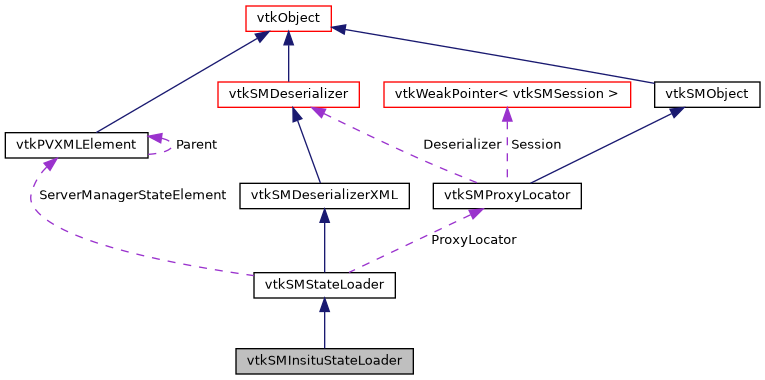 vtkObject
vtkSMDeserializer
vtkWeakPointer< vtkSMSession >
vtkSMObject
vtkPVXMLElement
Parent
Deserializer
Session
ServerManagerStateElement
vtkSMDeserializerXML
vtkSMProxyLocator
ProxyLocator
vtkSMStateLoader
vtkSMInsituStateLoader